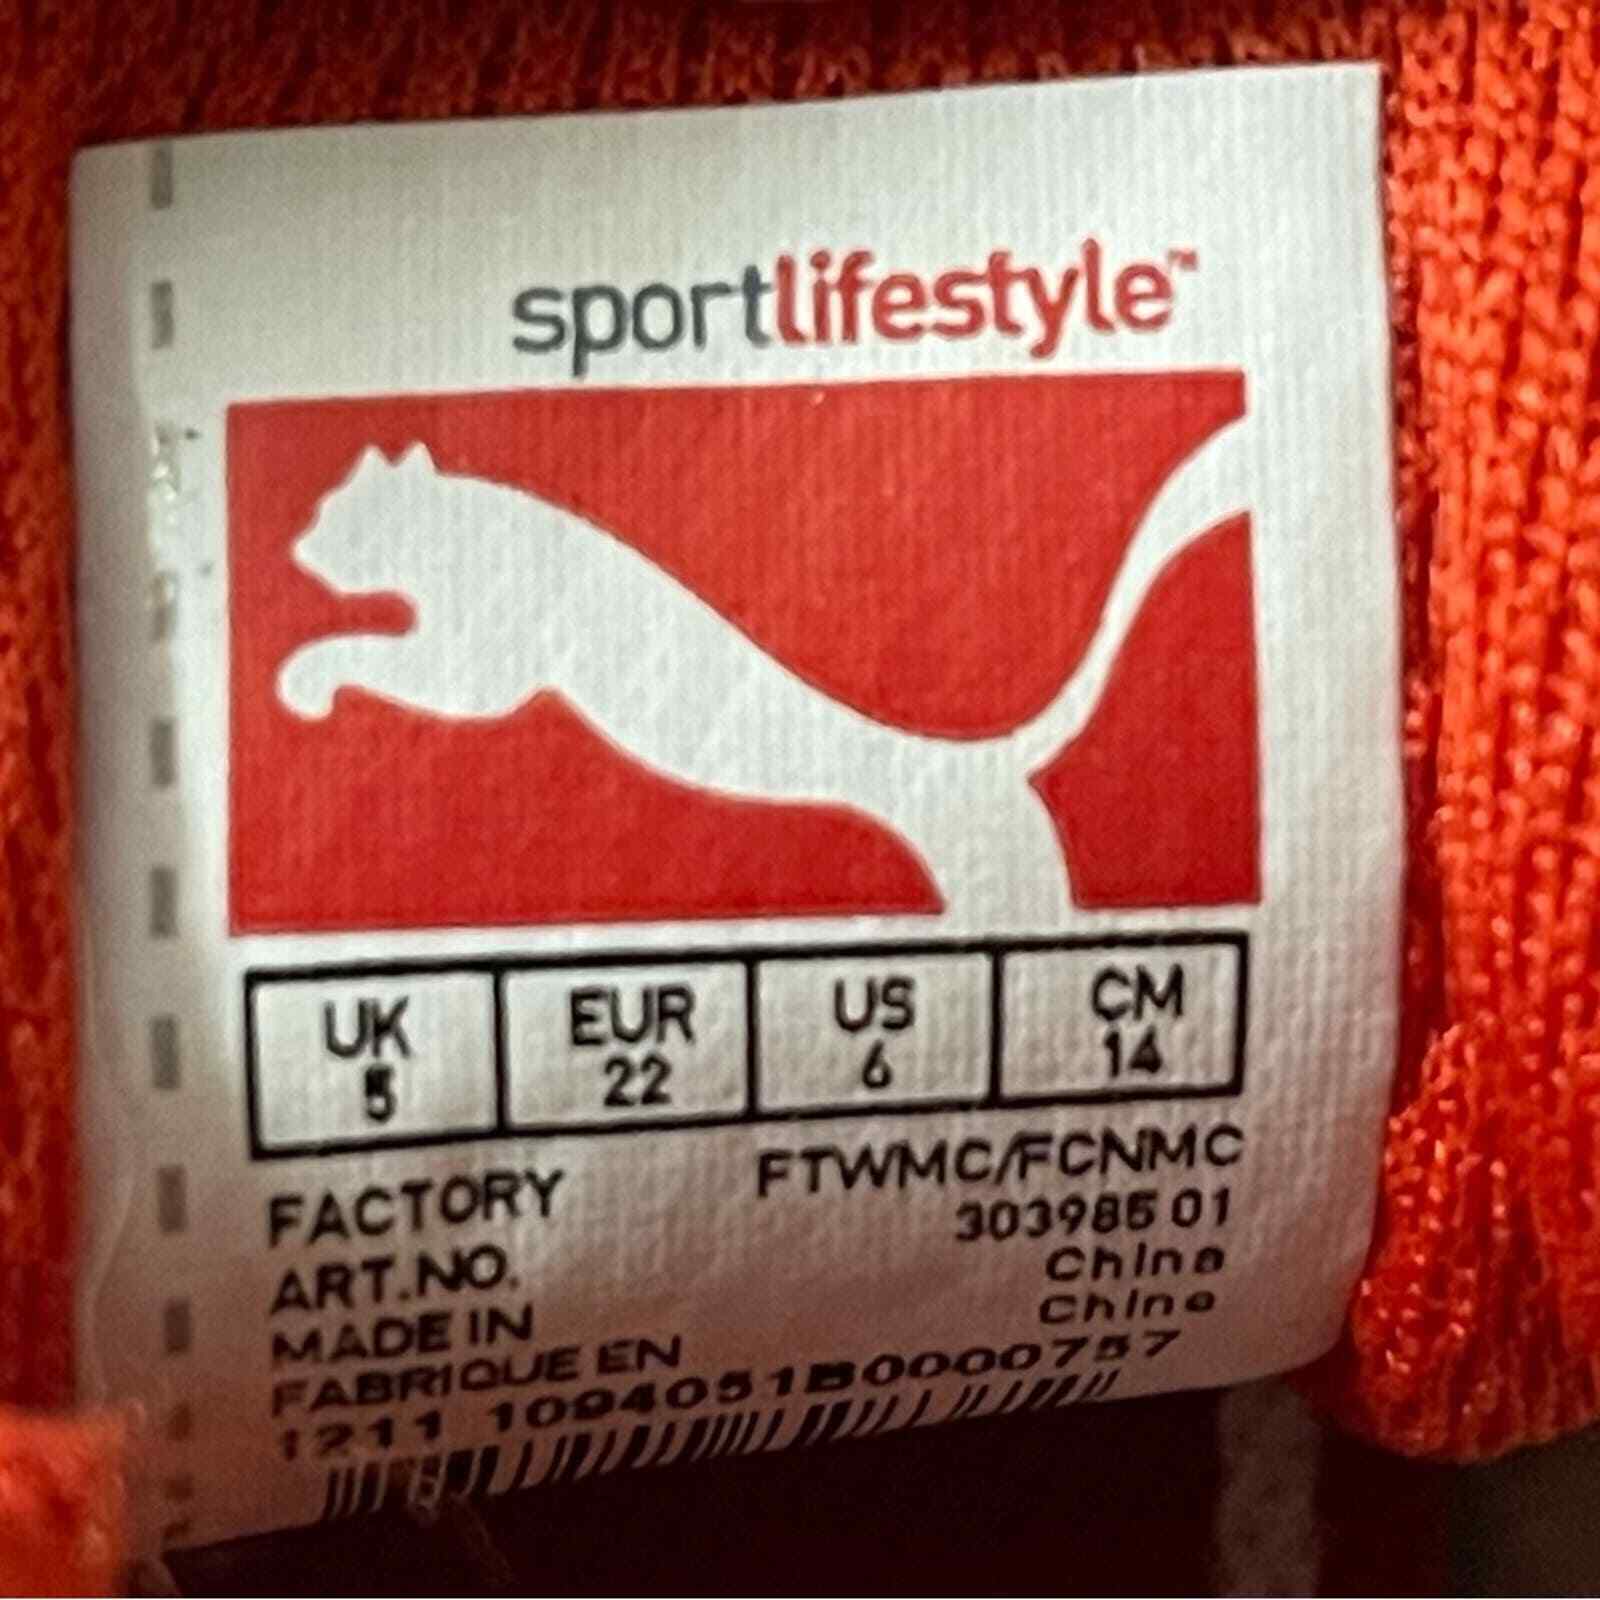 sportlifestyle™
UK EUR US CM
5 22 6 14
FACTORY FTWMC/FCNMC
ART.NO. 303985 01
MADE IN China
FABRIQUE EN China
1211 1094051B0000757